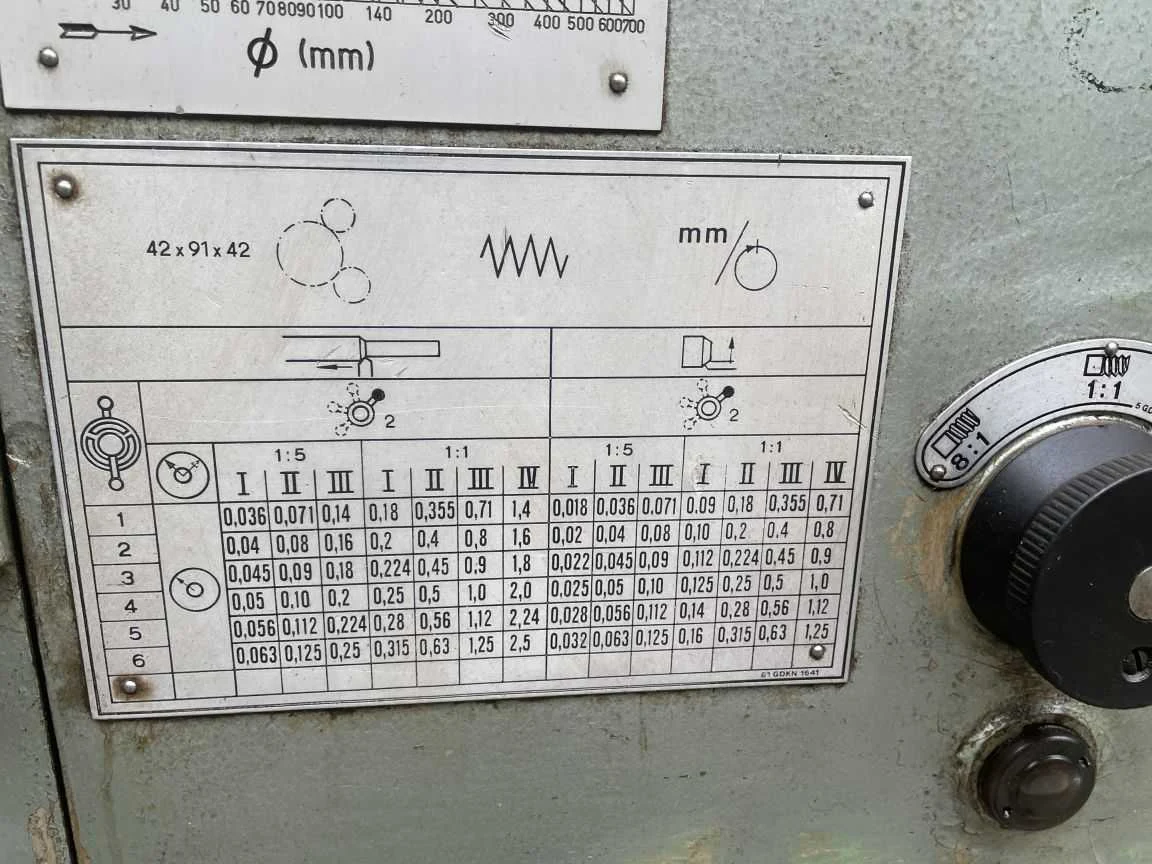 30 40 50 60 70 80 90 100 140 200 300 400 500 600 700
ϕ (mm)
42 x 91 x 42
mm/
2 2
1:5 1:1 1:5 1:1
I II III I II III IV I II III I II III IV
1 0,036 0,071 0,14 0,18 0,355 0,71 1,4 0,018 0,036 0.071 0.09 0,18 0,355 0,71
2 0,04 0,08 0,16 0,2 0,4 0,8 1,6 0,02 0,04 0,08 0,10 0,2 0.4 0,8
3 0,045 0,09 0,18 0,224 0,45 0,9 1,8 0,022 0,045 0,09 0,112 0,224 0.45 0,9
4 0,05 0,10 0,2 0,25 0,5 1,0 2,0 0,025 0,05 0,10 0,125 0,25 0,5 1,0
5 0,056 0,112 0,224 0,28 0,56 1,12 2,24 0,028 0,056 0,112 0,14 0,28 0,56 1,12
6 0,063 0,125 0,25 0,315 0,63 1,25 2,5 0,032 0,063 0,125 0,16 0,315 0,63 1,25
61 GDKN 1641
8:1
1:1